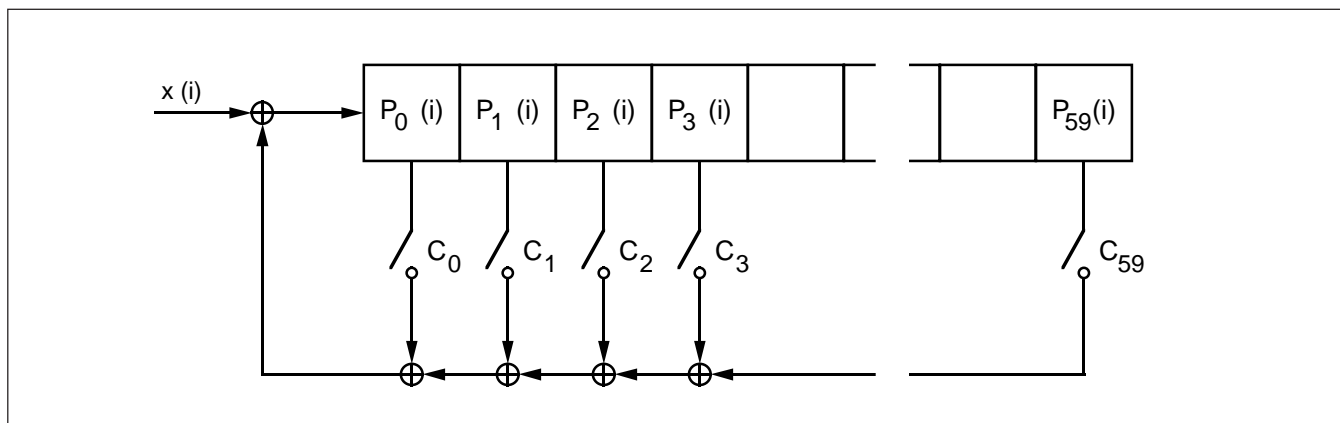 x (i)
P0 (i) P1 (i) P2 (i) P3 (i) P59(i)
C0 C1 C2 C3 C59